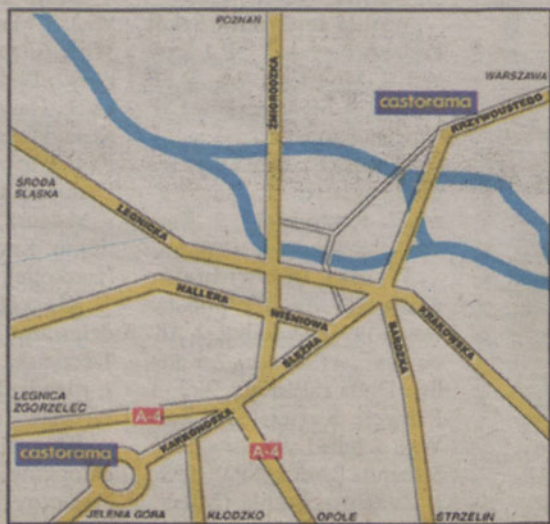 POZNAŃ
ŻMIGRODZKA
WARSZAWA
castorama
KRZYWOUSTEGO
ŚRODA
ŚLĄSKA
LEGNICKA
HALLERA
WIŚNIOWA
ŚLĘŻNA
KRAKOWSKA
BARDZKA
LEGNICA
ZGORZELEC
A-4
KARKONOSKA
A-4
castorama
JELENIA GÓRA
KŁODZKO
OPOLE
STRZELIN